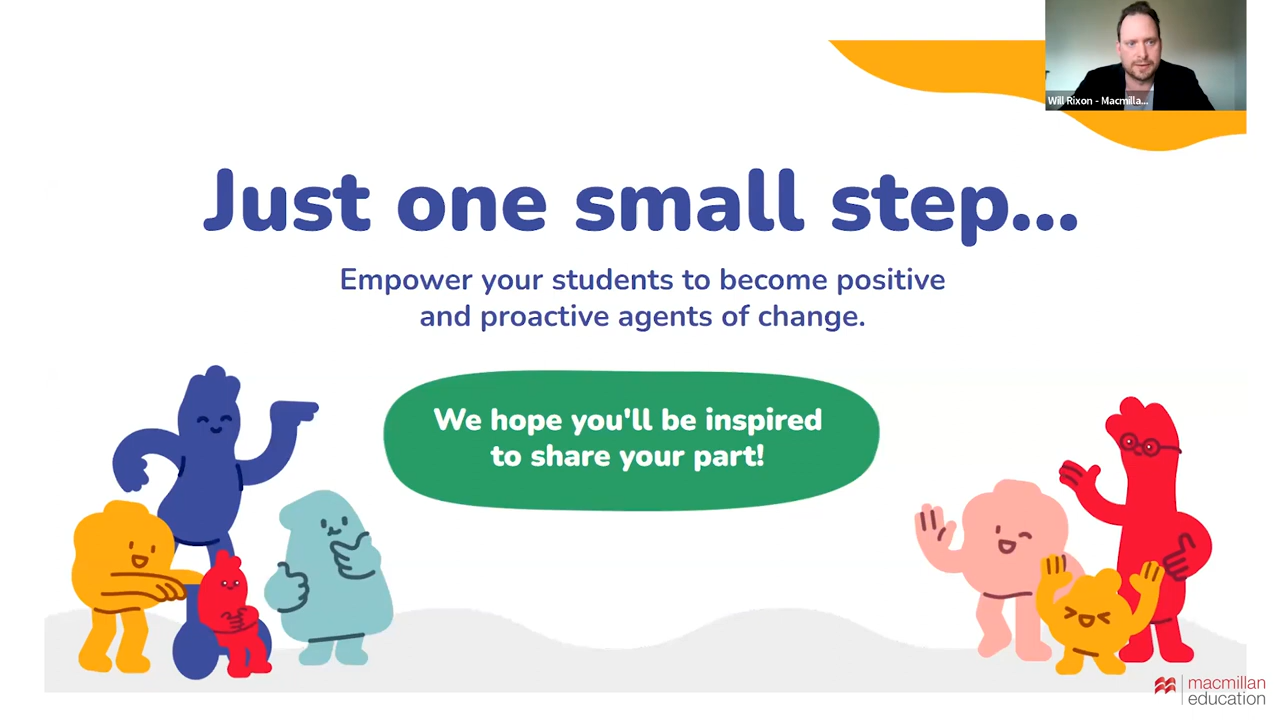 Will Rixon - Macmilla...
Just one small step...
Empower your students to become positive
and proactive agents of change.
We hope you'll be inspired
to share your part!
macmillan
education